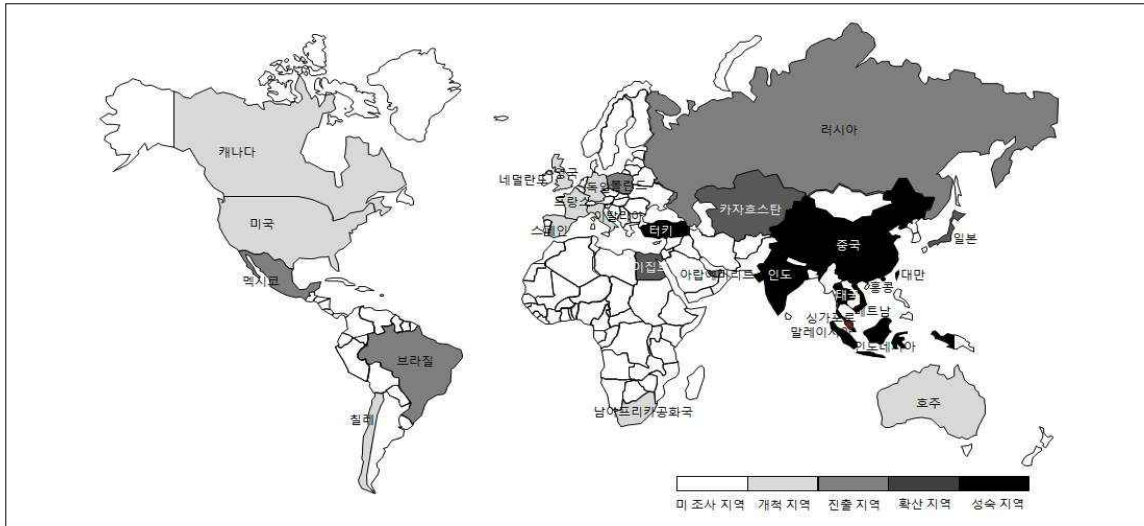 캐나다
미국
멕시코
브라질
칠레
네덜란드
영국
독일
폴란드
프랑스
이탈리아
스페인
터키
러시아
카자흐스탄
중국
일본
아랍에미리트
인도
대만
홍콩
태국
베트남
싱가포르
말레이시아
인도네시아
남아프리카공화국
호주
미 조사 지역
개척 지역
진출 지역
확산 지역
성숙 지역